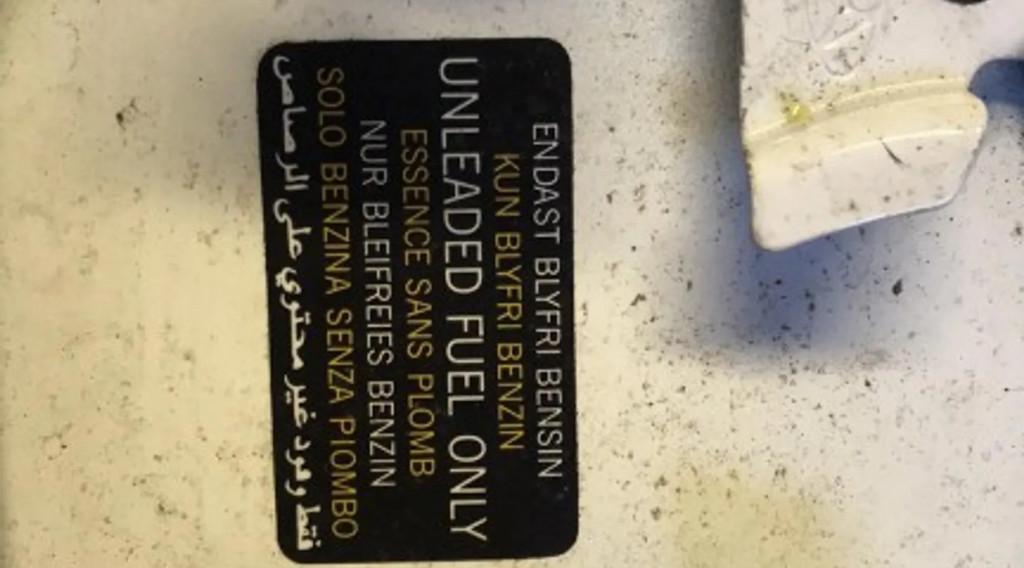 ENDAST BLYFRI BENSIN
KUN BLYFRI BENZIN
UNLEADED FUEL ONLY
ESSENCE SANS PLOMB
NUR BLEIFREIES BENZIN
SOLO BENZINA SENZA PIOMBO
فقط وقود غير محتوي على الرصاص